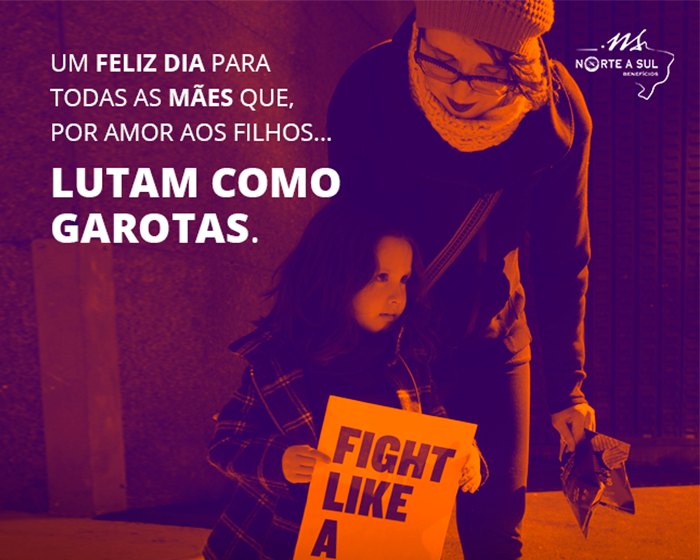 UM FELIZ DIA PARA
TODAS AS MÃES QUE,
POR AMOR AOS FILHOS...
LUTAM COMO
GAROTAS.
NS
NORTE A SUL
BENEFÍCIOS
FIGHT
LIKE
A